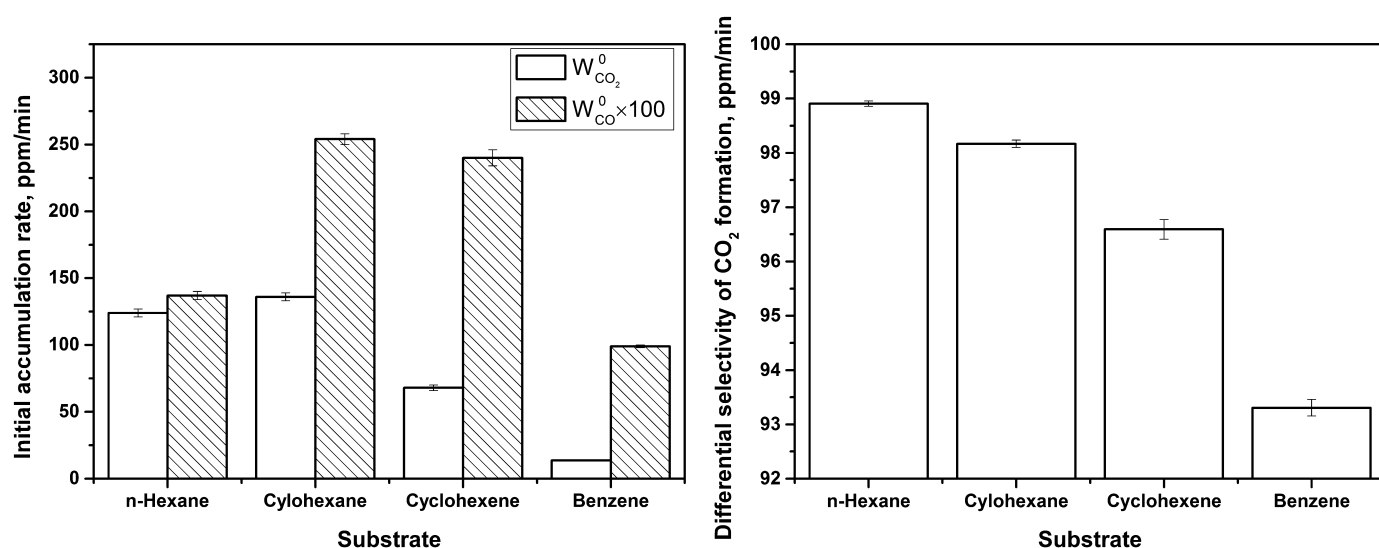 Initial accumulation rate, ppm/min
300
250
200
150
100
50
0
W⁰CO₂
W⁰CO×100
n-Hexane Cylohexane Cyclohexene Benzene
Substrate
Differential selectivity of CO₂ formation, ppm/min
100
99
98
97
96
95
94
93
92
n-Hexane Cylohexane Cyclohexene Benzene
Substrate